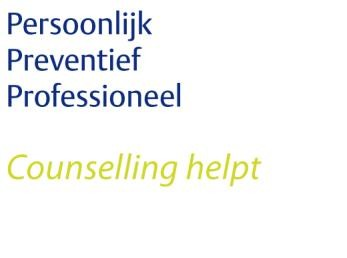 Persoonlijk
Preventief
Professioneel
Counselling helpt